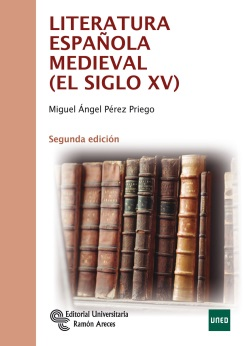 LITERATURA
ESPAÑOLA
MEDIEVAL
(EL SIGLO XV)
Miguel Ángel Pérez Priego
Segunda edición
Editorial Universitaria
Ramón Areces
UNED